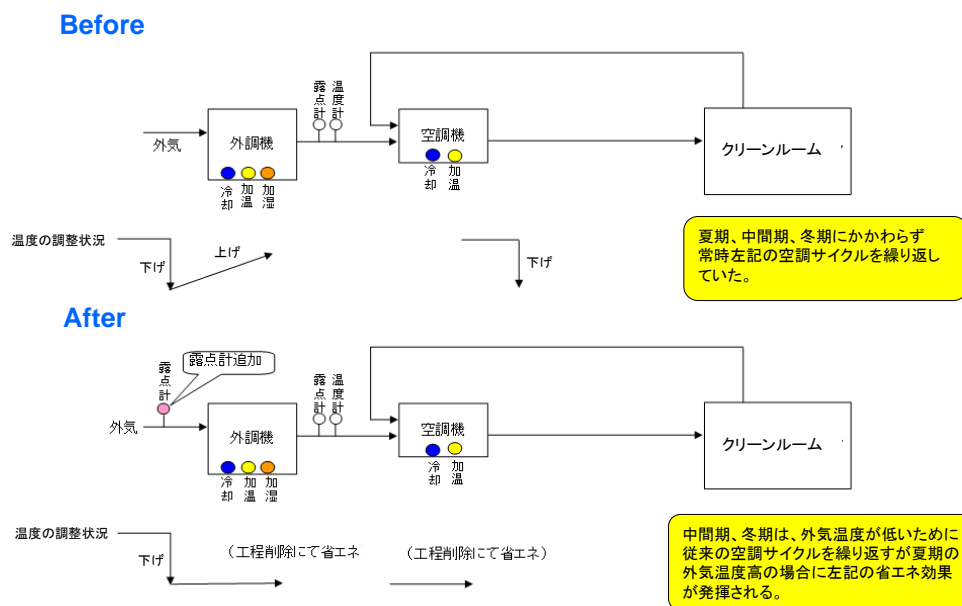 Before
露点計
温度計
外気
外調機
空調機
クリーンルーム
冷却
加温
加湿
冷却
加温
温度の調整状況
下げ
上げ
下げ
夏期、中間期、冬期にかかわらず
常時左記の空調サイクルを繰り返し
ていた。
After
露点計
露点計追加
露点計
温度計
外気
外調機
空調機
クリーンルーム
冷却
加温
加湿
冷却
加温
温度の調整状況
下げ
(工程削除にて省エネ
(工程削除にて省エネ)
中間期、冬期は、外気温度が低いために
従来の空調サイクルを繰り返すが夏期の
外気温度高の場合に左記の省エネ効果
が発揮される。